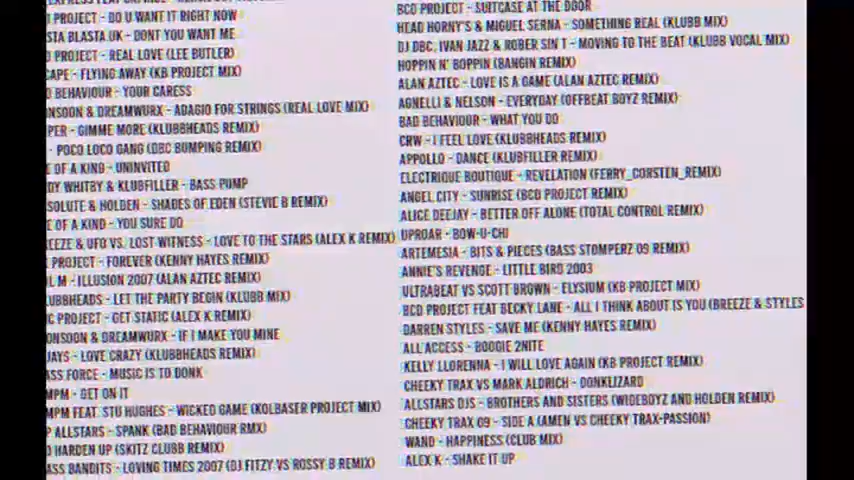 PROJECT - DO U WANT IT RIGHT NOW
STA BLASTA UK - DONT YOU WANT ME
PROJECT - REAL LOVE (LEE BUTLER)
CAPE - FLYING AWAY (KB PROJECT MIX)
BEHAVIOUR - YOUR CARESS
NSOON & DREAMWURX - ADAGIO FOR STRINGS (REAL LOVE MIX)
PER - GIMME MORE (KLUBBHEADS REMIX)
- POCO LOCO GANG (DBC BUMPING REMIX)
E OF A KIND - UNINVITED
DY WHITBY & KLUBFILLER - BASS PUMP
SOLUTE & HOLDEN - SHADES OF EDEN (STEVIE B REMIX)
E OF A KIND - YOU SURE DO
EEZE & UFO VS. LOST WITNESS - LOVE TO THE STARS (ALEX K REMIX)
PROJECT - FOREVER (KENNY HAYES REMIX)
L M - ILLUSION 2007 (ALAN AZTEC REMIX)
UBBHEADS - LET THE PARTY BEGIN (KLUBB MIX)
C PROJECT - GET STATIC (ALEX K REMIX)
ONSOON & DREAMWURX - IF I MAKE YOU MINE
JAYS - LOVE CRAZY (KLUBBHEADS REMIX)
ASS FORCE - MUSIC IS TO DONK
MPM - GET ON IT
MPM FEAT. STU HUGHES - WICKED GAME (KOLBASER PROJECT MIX)
P ALLSTARS - SPANK (BAD BEHAVIOUR RMX)
HARDEN UP (SKITZ CLUBB REMIX)
ASS BANDITS - LOVING TIMES 2007 (DJ FITZY VS ROSSY B REMIX)
BCD PROJECT - SUITCASE AT THE DOOR
HEAD HORNY'S & MIGUEL SERNA - SOMETHING REAL (KLUBB MIX)
DJ DBC, IVAN JAZZ & ROBER SIN T - MOVING TO THE BEAT (KLUBB VOCAL MIX)
HOPPIN N' BOPPIN (BANGIN REMIX)
ALAN AZTEC - LOVE IS A GAME (ALAN AZTEC REMIX)
AGNELLI & NELSON - EVERYDAY (OFFBEAT BOYZ REMIX)
BAD BEHAVIOUR - WHAT YOU DO
CRW - I FEEL LOVE (KLUBBHEADS REMIX)
APPOLLO - DANCE (KLUBFILLER REMIX)
ELECTRIQUE BOUTIQUE - REVELATION (FERRY_CORSTEN_REMIX)
ANGEL CITY - SUNRISE (BCD PROJECT REMIX)
ALICE DEEJAY - BETTER OFF ALONE (TOTAL CONTROL REMIX)
UPROAR - BOW-U-CHI
ARTEMESIA - BITS & PIECES (BASS STOMPERZ 09 REMIX)
ANNIE'S REVENGE - LITTLE BIRD 2003
ULTRABEAT VS SCOTT BROWN - ELYSIUM (KB PROJECT MIX)
BCD PROJECT FEAT BECKY LANE - ALL I THINK ABOUT IS YOU (BREEZE & STYLES
DARREN STYLES - SAVE ME (KENNY HAYES REMIX)
ALL ACCESS - BOOGIE 2NITE
KELLY LLORENNA - I WILL LOVE AGAIN (KB PROJECT REMIX)
CHEEKY TRAX VS MARK ALDRICH - DONKLIZARD
ALLSTARS DJS - BROTHERS AND SISTERS (WIDEBOYZ AND HOLDEN REMIX)
CHEEKY TRAX 09 - SIDE A (AMEN VS CHEEKY TRAX-PASSION)
WAND - HAPPINESS (CLUB MIX)
ALEX K - SHAKE IT UP